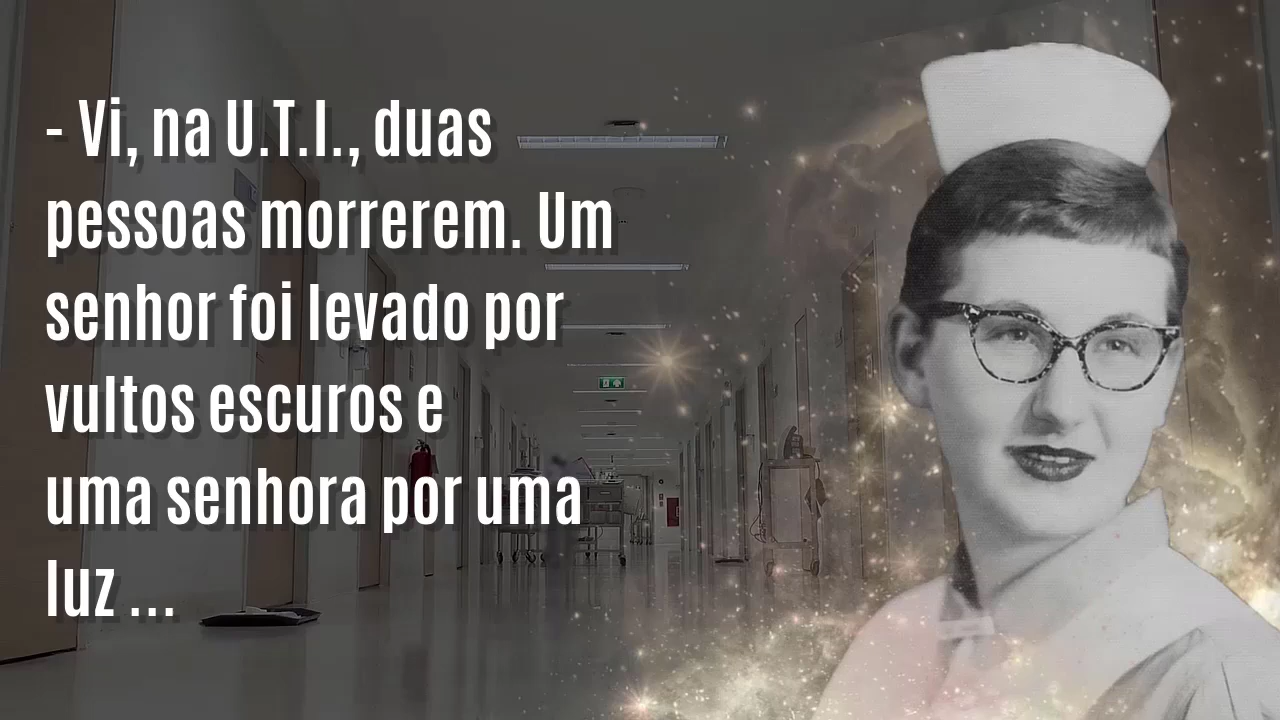 - Vi, na U.T.I., duas
pessoas morrerem. Um
senhor foi levado por
vultos escuros e
uma senhora por uma
luz ...